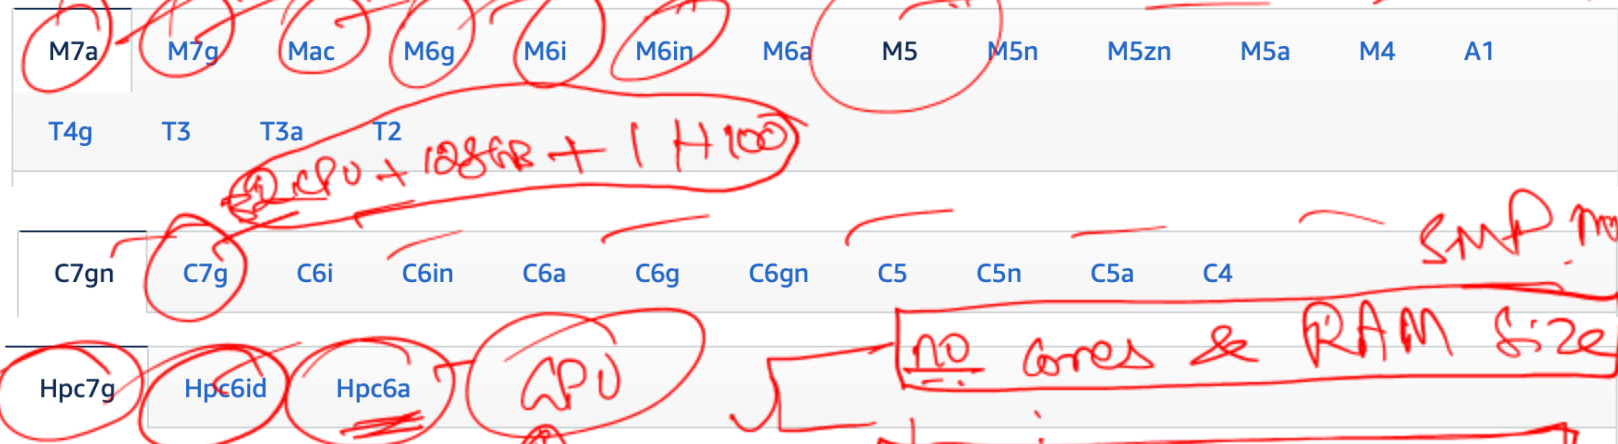 M7a M7g Mac M6g M6i M6in M6a M5 M5n M5zn M5a M4 A1
T4g T3 T3a T2
32 CPU + 128GB + 1 H100
SMP no
C7gn C7g C6i C6in C6a C6g C6gn C5 C5n C5a C4
no cores & RAM Size
Hpc7g Hpc6id Hpc6a GPU